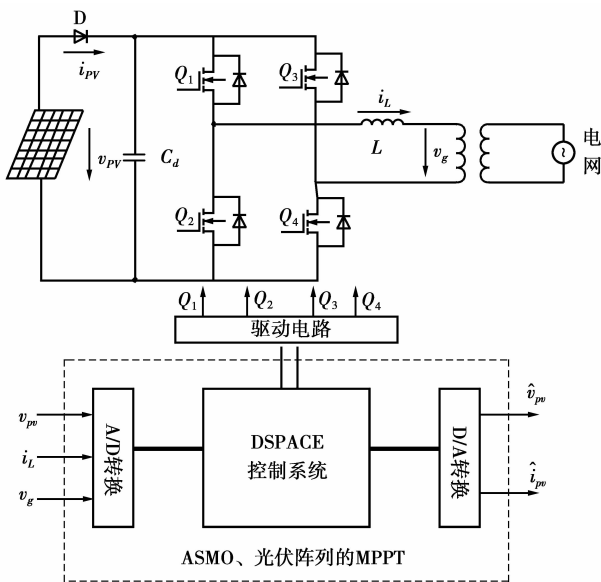 D
i_PV
Q_1
Q_3
i_L
v_PV
C_d
L
v_g
电网
Q_2
Q_4
Q_1
Q_2
Q_3
Q_4
驱动电路
v_pv
i_L
v_g
A/D转换
DSPACE
控制系统
D/A转换
v̂_pv
î_pv
ASMO、光伏阵列的MPPT